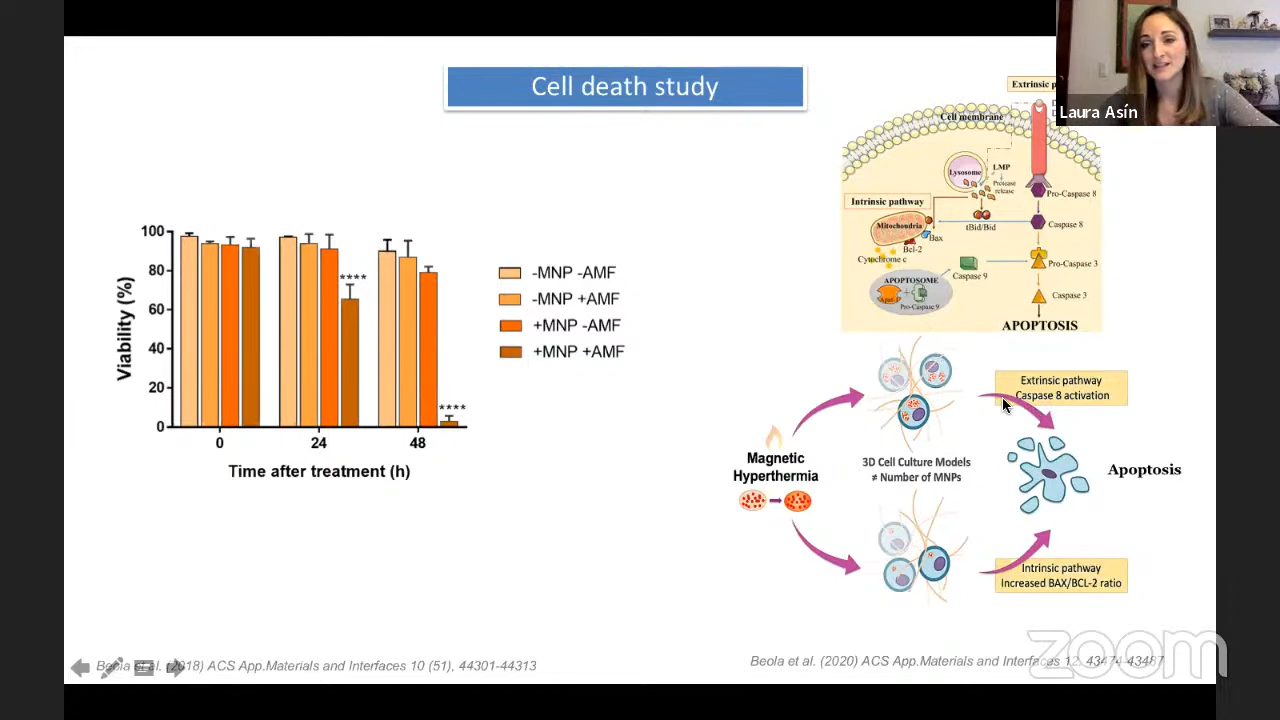 Cell death study
Laura Asín
Extrinsic p
Cell membrane
Lysosome
LMP
Protease
release
Pro-Caspase 8
Intrinsic pathway
Mitochondria
tBid/Bid
Caspase 8
Bax
Bcl-2
Cytochrome c
Pro-Caspase 3
Caspase 9
APOPTOSOME
Apaf-1
Pro-Caspase 9
Caspase 3
APOPTOSIS
Viability (%)
100
80
60
40
20
0
****
****
0 24 48
Time after treatment (h)
-MNP -AMF
-MNP +AMF
+MNP -AMF
+MNP +AMF
Magnetic
Hyperthermia
3D Cell Culture Models
≠ Number of MNPs
Extrinsic pathway
Caspase 8 activation
Apoptosis
Intrinsic pathway
Increased BAX/BCL-2 ratio
Beola et al. (2018) ACS App.Materials and Interfaces 10 (51), 44301-44313
Beola et al. (2020) ACS App.Materials and Interfaces 12, 43474-43487
zoom